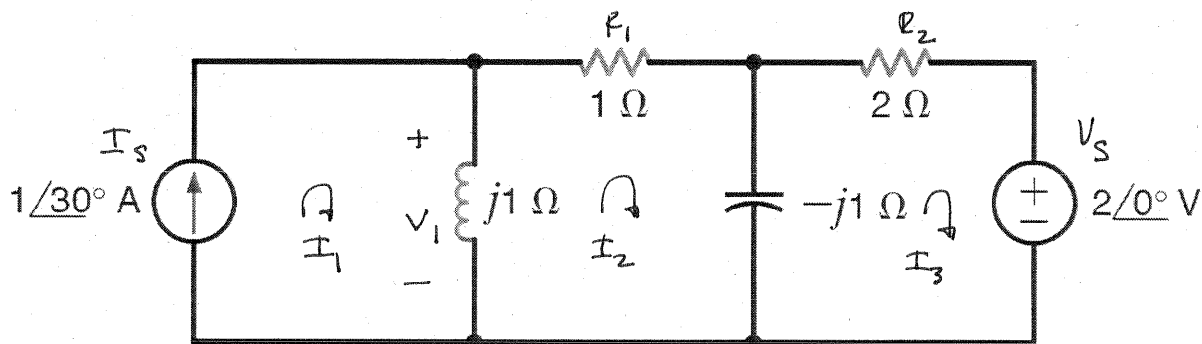 R₁
R₂
1 Ω
2 Ω
I_S
1/30° A
+
V₁
−
j1 Ω
I₁
I₂
−j1 Ω
I₃
V_S
+
−
2/0° V